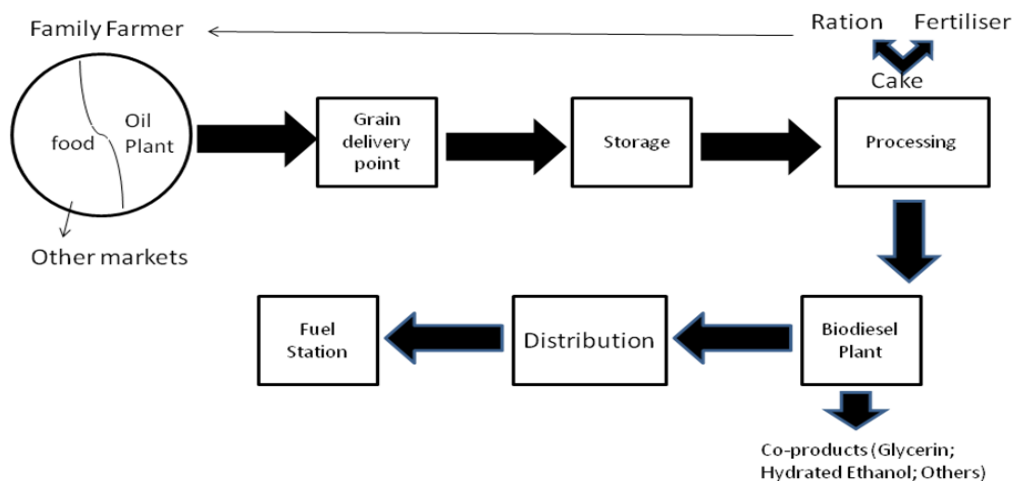 Family Farmer
Ration Fertiliser
Cake
food
Oil
Plant
Grain
delivery
point
Storage
Processing
Other markets
Fuel
Station
Distribution
Biodiesel
Plant
Co-products (Glycerin;
Hydrated Ethanol; Others)